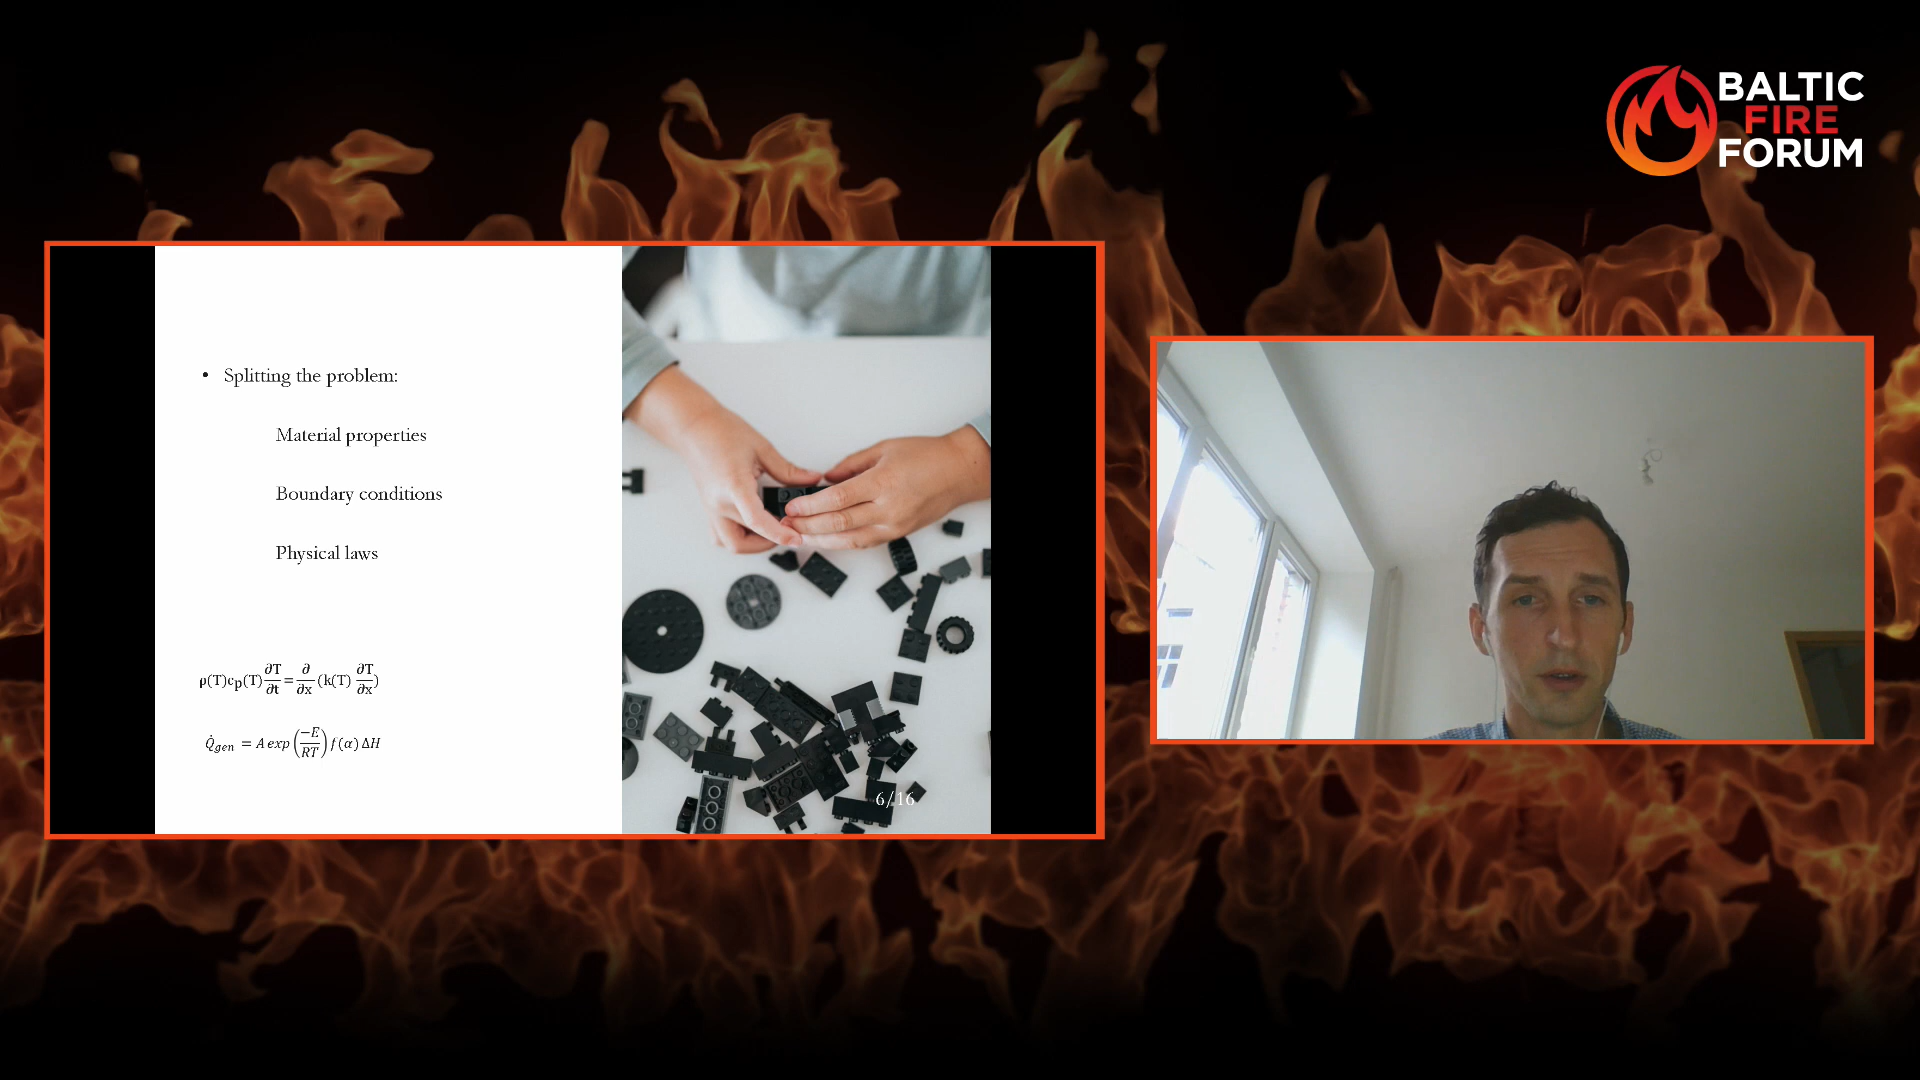 BALTIC
FIRE
FORUM
• Splitting the problem:
Material properties
Boundary conditions
Physical laws
ρ(T)cp(T) ∂T/∂t = ∂/∂x (k(T) ∂T/∂x)
Q̇gen = A exp (−E/RT) f(α) ΔH
6/16